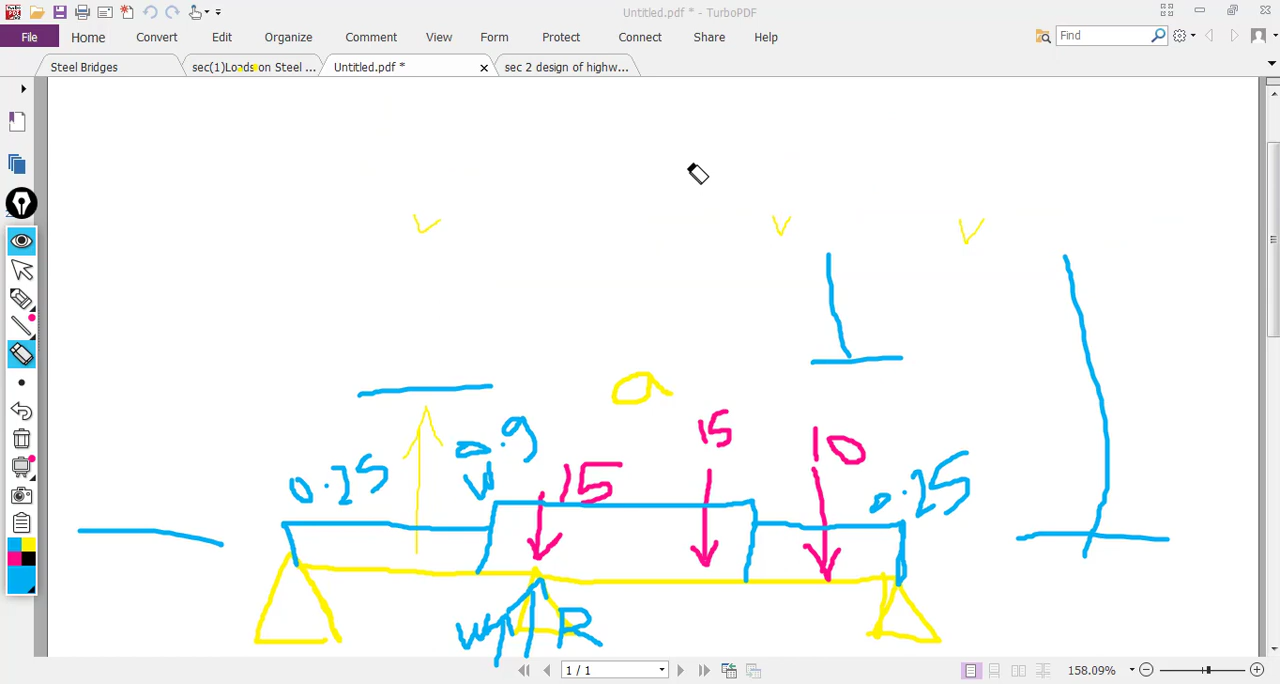 Untitled.pdf * - TurboPDF
File Home Convert Edit Organize Comment View Form Protect Connect Share Help Find
Steel Bridges sec(1)Loads on Steel ... Untitled.pdf * sec 2 design of highw...
a
15
0.9
10
0.25
15
0.25
R
1 / 1
158.09%